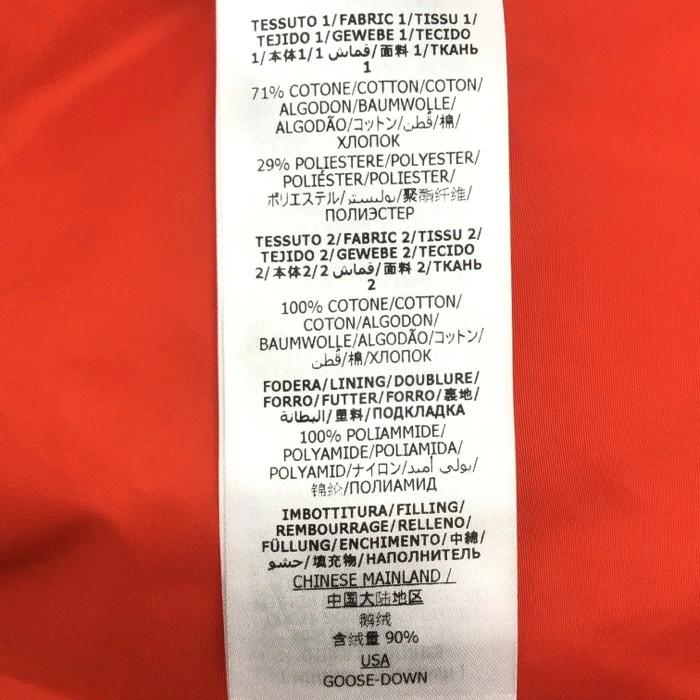 TESSUTO 1/FABRIC 1/TISSU 1/
TEJIDO 1/GEWEBE 1/TECIDO
1/本体1/1 قماش/面料 1/ТКАНЬ
1
71% COTONE/COTTON/COTON/
ALGODON/BAUMWOLLE/
ALGODÃO/コットン/قطن/棉/
ХЛОПОК
29% POLIESTERE/POLYESTER/
POLIÉSTER/POLIESTER/
ポリエステル/بوليستر/聚酯纤维/
ПОЛИЭСТЕР
TESSUTO 2/FABRIC 2/TISSU 2/
TEJIDO 2/GEWEBE 2/TECIDO
2/本体2/2 قماش/面料 2/ТКАНЬ
2
100% COTONE/COTTON/
COTON/ALGODON/
BAUMWOLLE/ALGODÃO/コットン/
قطن/棉/ХЛОПОК
FODERA/LINING/DOUBLURE/
FORRO/FUTTER/FORRO/裏地/
البطانة/里料/ПОДКЛАДКА
100% POLIAMMIDE/
POLYAMIDE/POLIAMIDA/
POLYAMID/ナイロン/بولي أميد/
锦纶/ПОЛИАМИД
IMBOTTITURA/FILLING/
REMBOURRAGE/RELLENO/
FÜLLUNG/ENCHIMENTO/中綿/
حشو/填充物/НАПОЛНИТЕЛЬ
CHINESE MAINLAND /
中国大陆地区
鹅绒
含绒量 90%
USA
GOOSE-DOWN